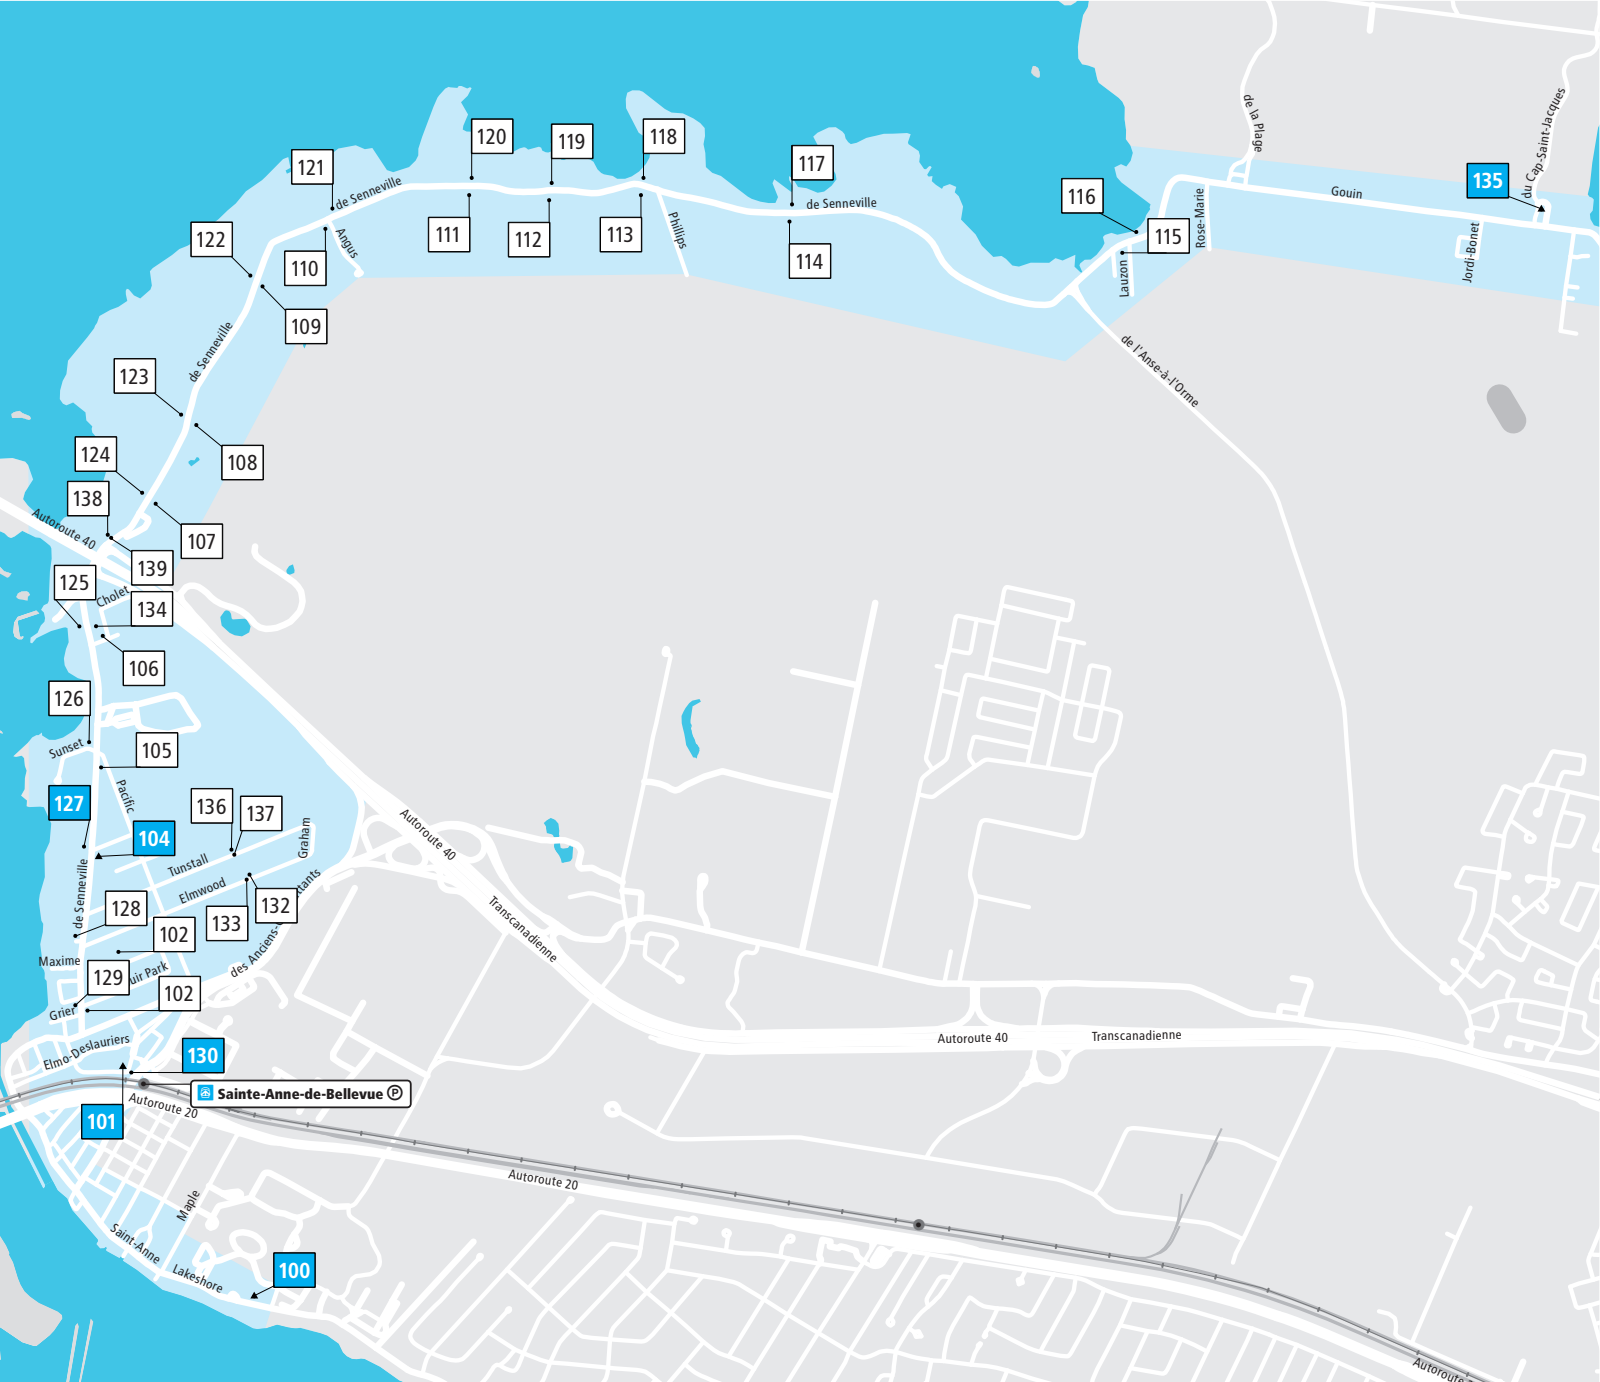 de la Plage
Au Cap-Saint-Jacques
120
119
118
121
117
135
de Senneville
116
Gouin
de Senneville
Rose-Marie
122
111
112
113
Phillips
115
Angus
110
114
Lauzon
Jordi-Bonet
109
de Senneville
de l'Anse-à-l'Orme
123
124
108
138
Autoroute 40
107
139
125
Cholet
134
106
126
Sunset
105
Pacific
127
136
137
104
Graham
Autoroute 40
Tunstall
de Senneville
Elmwood
132
128
133
Transcanadienne
102
Maxime
des Anciens-
ttants
129
uir Park
102
Grier
Elmo-Deslauriers
Autoroute 40
Transcanadienne
130
Sainte-Anne-de-Bellevue P
Autoroute 20
101
Autoroute 20
Maple
Saint-Anne
Lakeshore
100
Autoroute